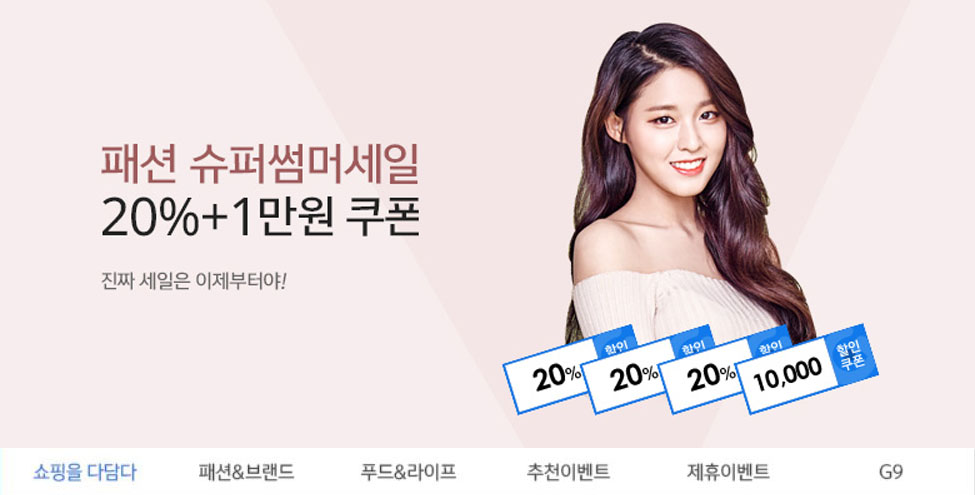 패션 슈퍼썸머세일
20%+1만원 쿠폰
진짜 세일은 이제부터야!
20%
할인
20%
할인
20%
할인
10,000
할인
쿠폰
쇼핑을 다담다
패션&브랜드
푸드&라이프
추천이벤트
제휴이벤트
G9